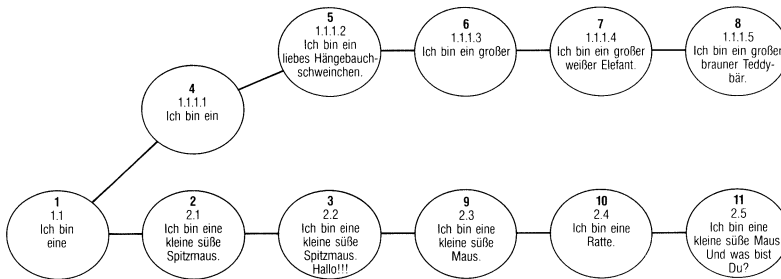 5
1.1.1.2
Ich bin ein
liebes Hängebauch-
schweinchen.
6
1.1.1.3
Ich bin ein großer
7
1.1.1.4
Ich bin ein großer
weißer Elefant.
8
1.1.1.5
Ich bin ein großer
brauner Teddy-
bär.
4
1.1.1.1
Ich bin ein
1
1.1
Ich bin
eine
2
2.1
Ich bin eine
kleine süße
Spitzmaus.
3
2.2
Ich bin eine
kleine süße
Spitzmaus.
Hallo!!!
9
2.3
Ich bin eine
kleine süße
Maus.
10
2.4
Ich bin eine
Ratte.
11
2.5
Ich bin eine
kleine süße Maus
Und was bist
Du?